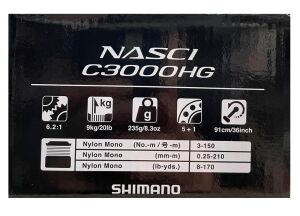 NASCI
C3000HG
kg
g
6.2:1 9kg/20lb 235g/8.3oz 5 + 1 91cm/36inch
Nylon Mono (No.-m / 号-m) 3-150
Nylon Mono (mm-m) 0.25-210
Nylon Mono (lb-yds.) 8-170
SHIMANO